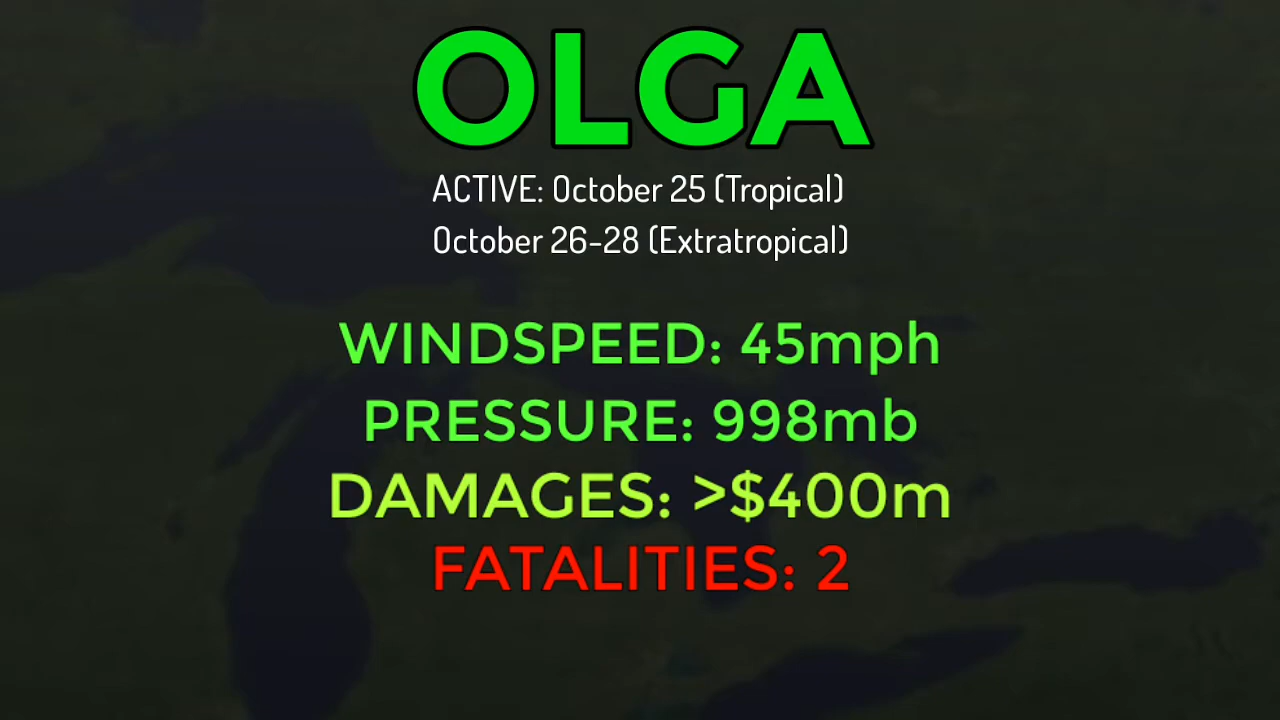 OLGA
ACTIVE: October 25 (Tropical)
October 26-28 (Extratropical)
WINDSPEED: 45mph
PRESSURE: 998mb
DAMAGES: >$400m
FATALITIES: 2